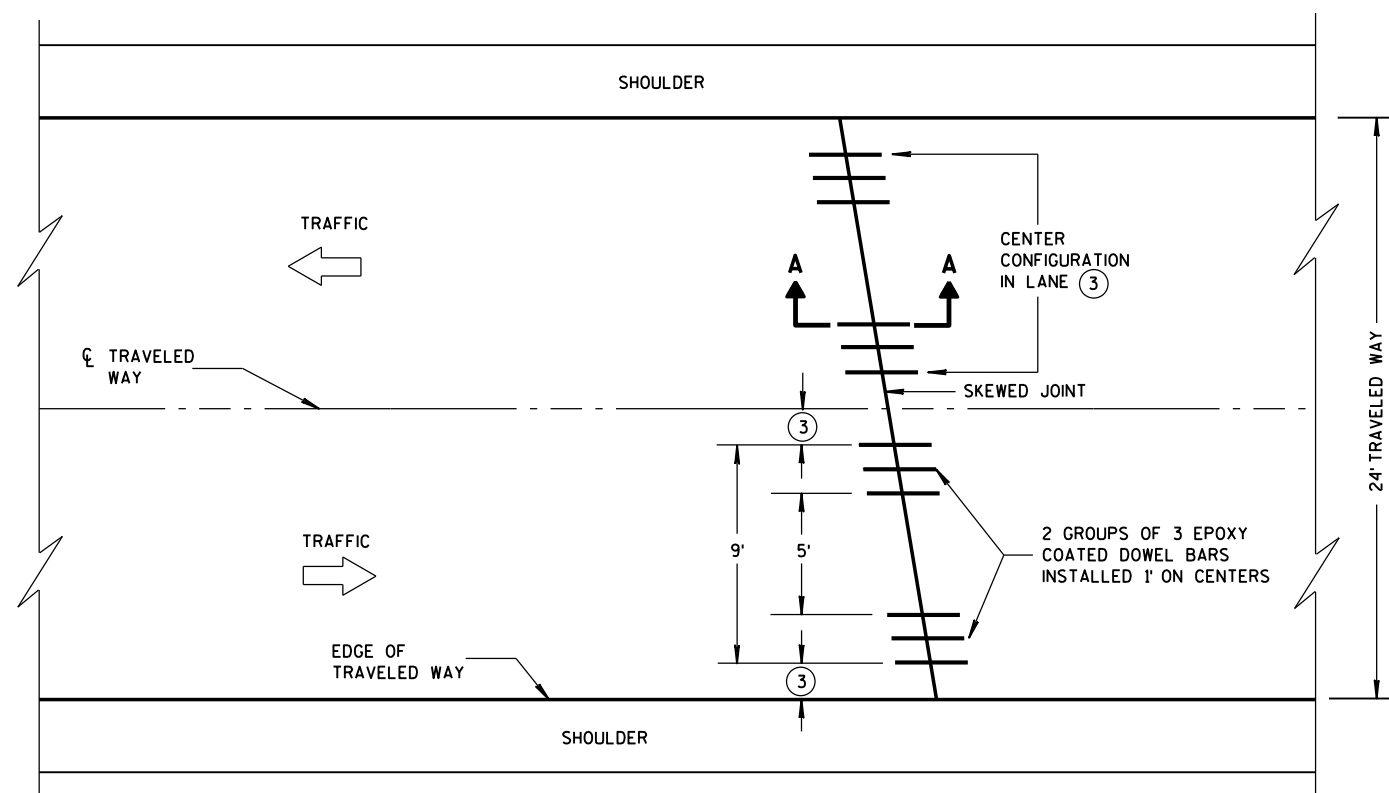 SHOULDER
TRAFFIC
CENTER
CONFIGURATION
IN LANE 3
A A
℄ TRAVELED
WAY
SKEWED JOINT
3
24' TRAVELED WAY
TRAFFIC
9'
5'
2 GROUPS OF 3 EPOXY
COATED DOWEL BARS
INSTALLED 1' ON CENTERS
EDGE OF
TRAVELED WAY
3
SHOULDER